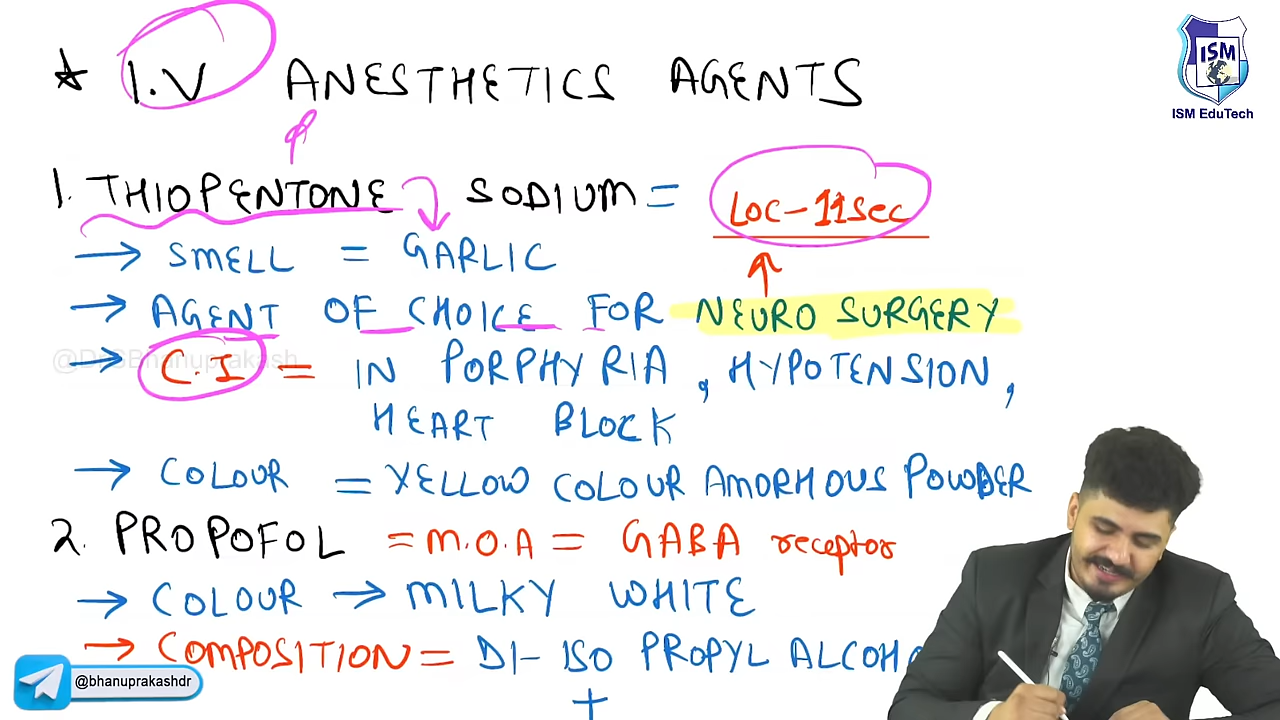 ★ I.V ANESTHETICS AGENTS
ISM
ISM EduTech
1. THIOPENTONE SODIUM = LOC-11sec
→ SMELL = GARLIC
→ AGENT OF CHOICE FOR NEURO SURGERY
→ C.I = IN PORPHYRIA, HYPOTENSION,
HEART BLOCK
→ COLOUR = YELLOW COLOUR AMORHOUS POWDER
2. PROPOFOL = M.O.A = GABA receptor
→ COLOUR → MILKY WHITE
→ COMPOSITION = DI-ISO PROPYL ALCOHO
+
@bhanuprakashdr